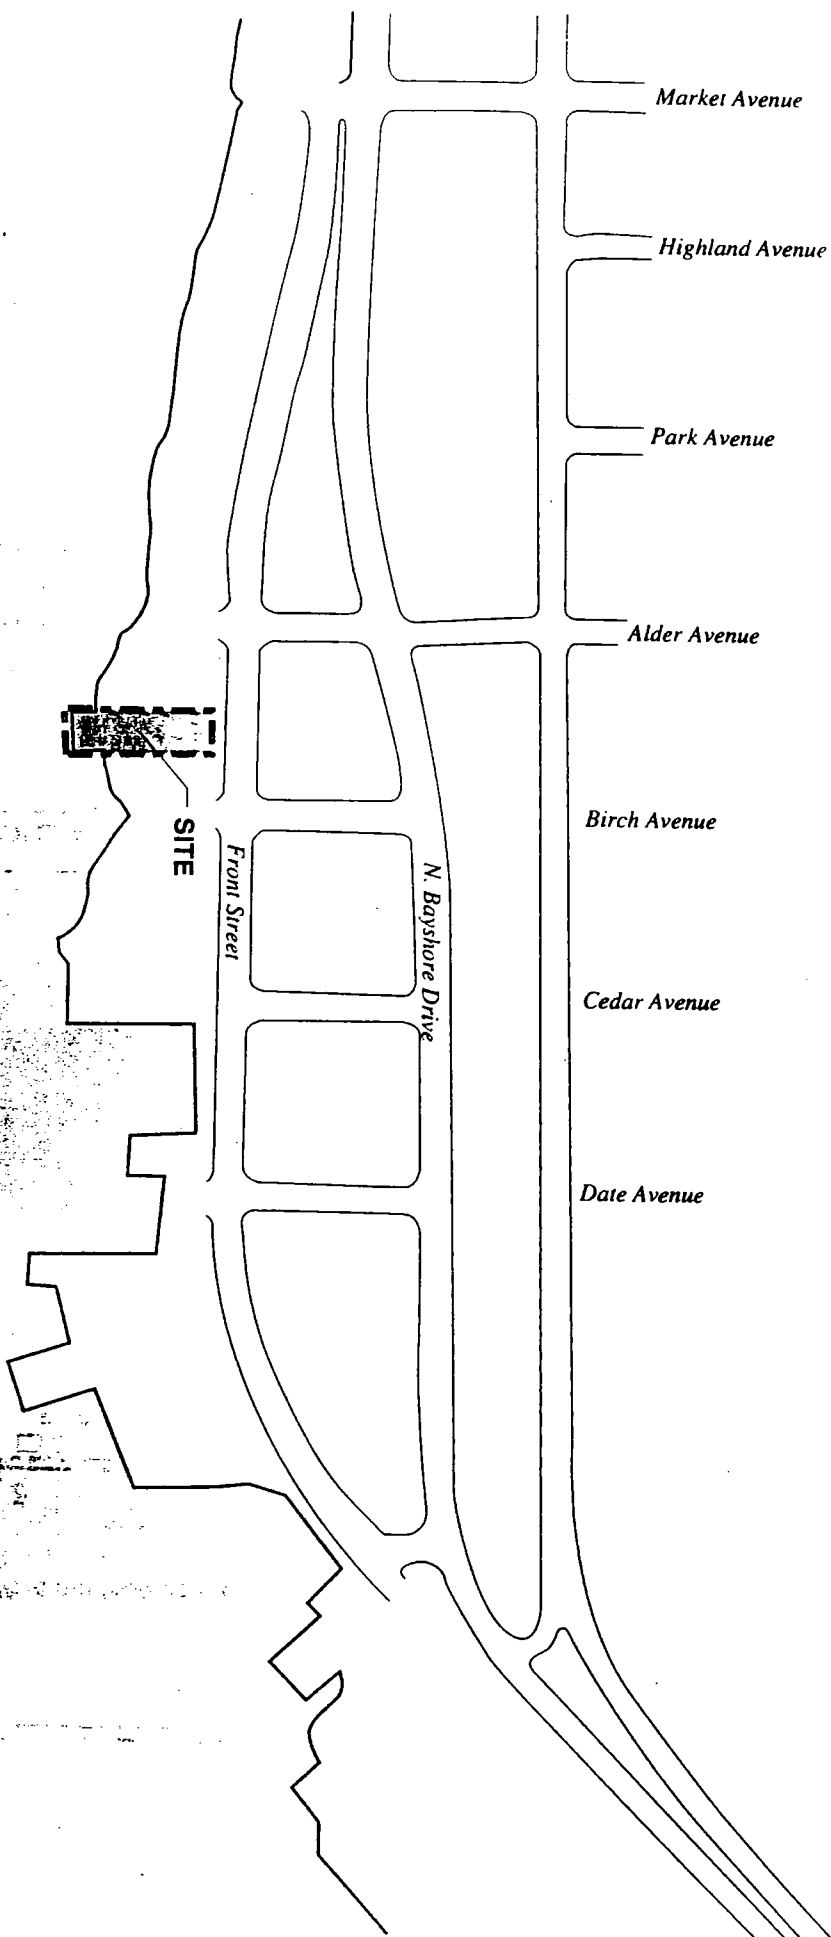 Market Avenue
Highland Avenue
Park Avenue
Alder Avenue
SITE
Birch Avenue
Front Street
N. Bayshore Drive
Cedar Avenue
Date Avenue